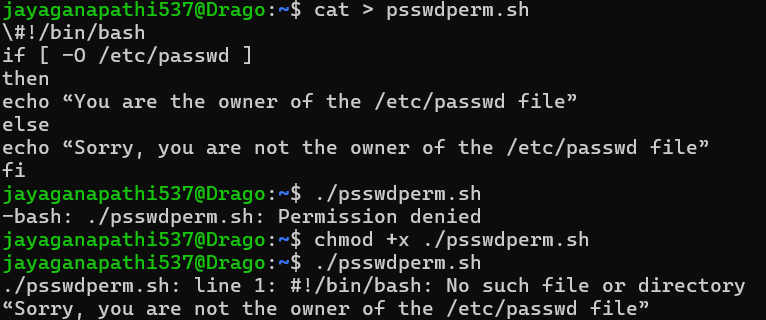 jayaganapathi537@Drago:~$ cat > psswdperm.sh
\#!/bin/bash
if [ -O /etc/passwd ]
then
echo “You are the owner of the /etc/passwd file”
else
echo “Sorry, you are not the owner of the /etc/passwd file”
fi
jayaganapathi537@Drago:~$ ./psswdperm.sh
-bash: ./psswdperm.sh: Permission denied
jayaganapathi537@Drago:~$ chmod +x ./psswdperm.sh
jayaganapathi537@Drago:~$ ./psswdperm.sh
./psswdperm.sh: line 1: #!/bin/bash: No such file or directory
“Sorry, you are not the owner of the /etc/passwd file”